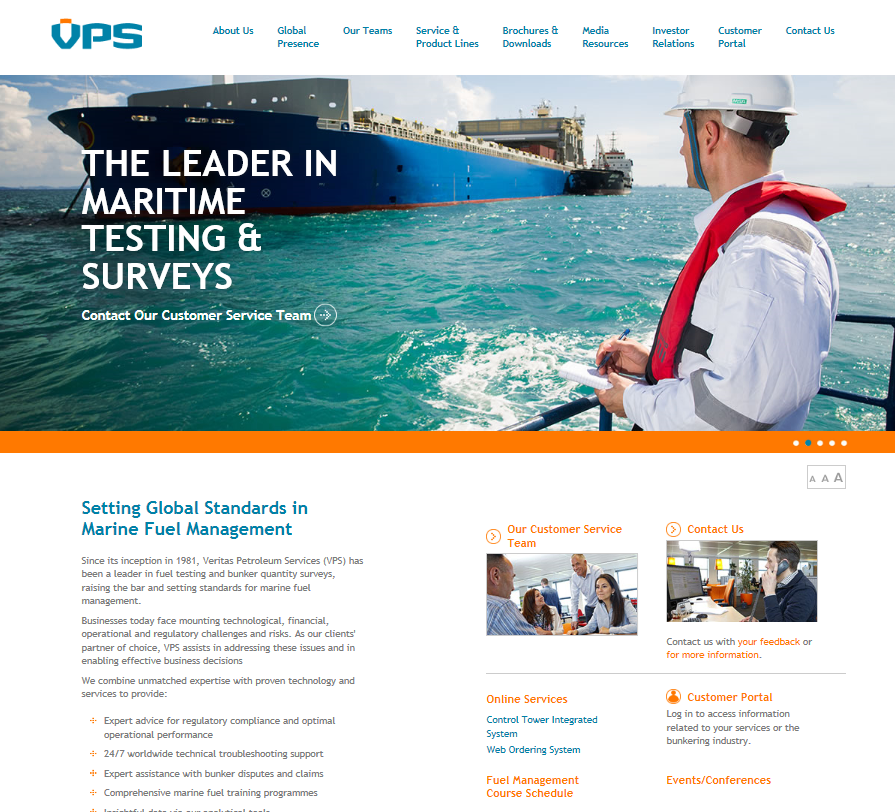 VPS
About Us
Global
Presence
Our Teams
Service &
Product Lines
Brochures &
Downloads
Media
Resources
Investor
Relations
Customer
Portal
Contact Us
THE LEADER IN
MARITIME
TESTING &
SURVEYS
Contact Our Customer Service Team
A A A
Setting Global Standards in
Marine Fuel Management
Since its inception in 1981, Veritas Petroleum Services (VPS) has
been a leader in fuel testing and bunker quantity surveys,
raising the bar and setting standards for marine fuel
management.
Businesses today face mounting technological, financial,
operational and regulatory challenges and risks. As our clients'
partner of choice, VPS assists in addressing these issues and in
enabling effective business decisions
We combine unmatched expertise with proven technology and
services to provide:
Expert advice for regulatory compliance and optimal
operational performance
24/7 worldwide technical troubleshooting support
Expert assistance with bunker disputes and claims
Comprehensive marine fuel training programmes
Insightful data via our analytical tools
Our Customer Service
Team
Contact Us
Contact us with your feedback or
for more information.
Online Services
Control Tower Integrated
System
Web Ordering System
Customer Portal
Log in to access information
related to your services or the
bunkering industry.
Fuel Management
Course Schedule
Events/Conferences